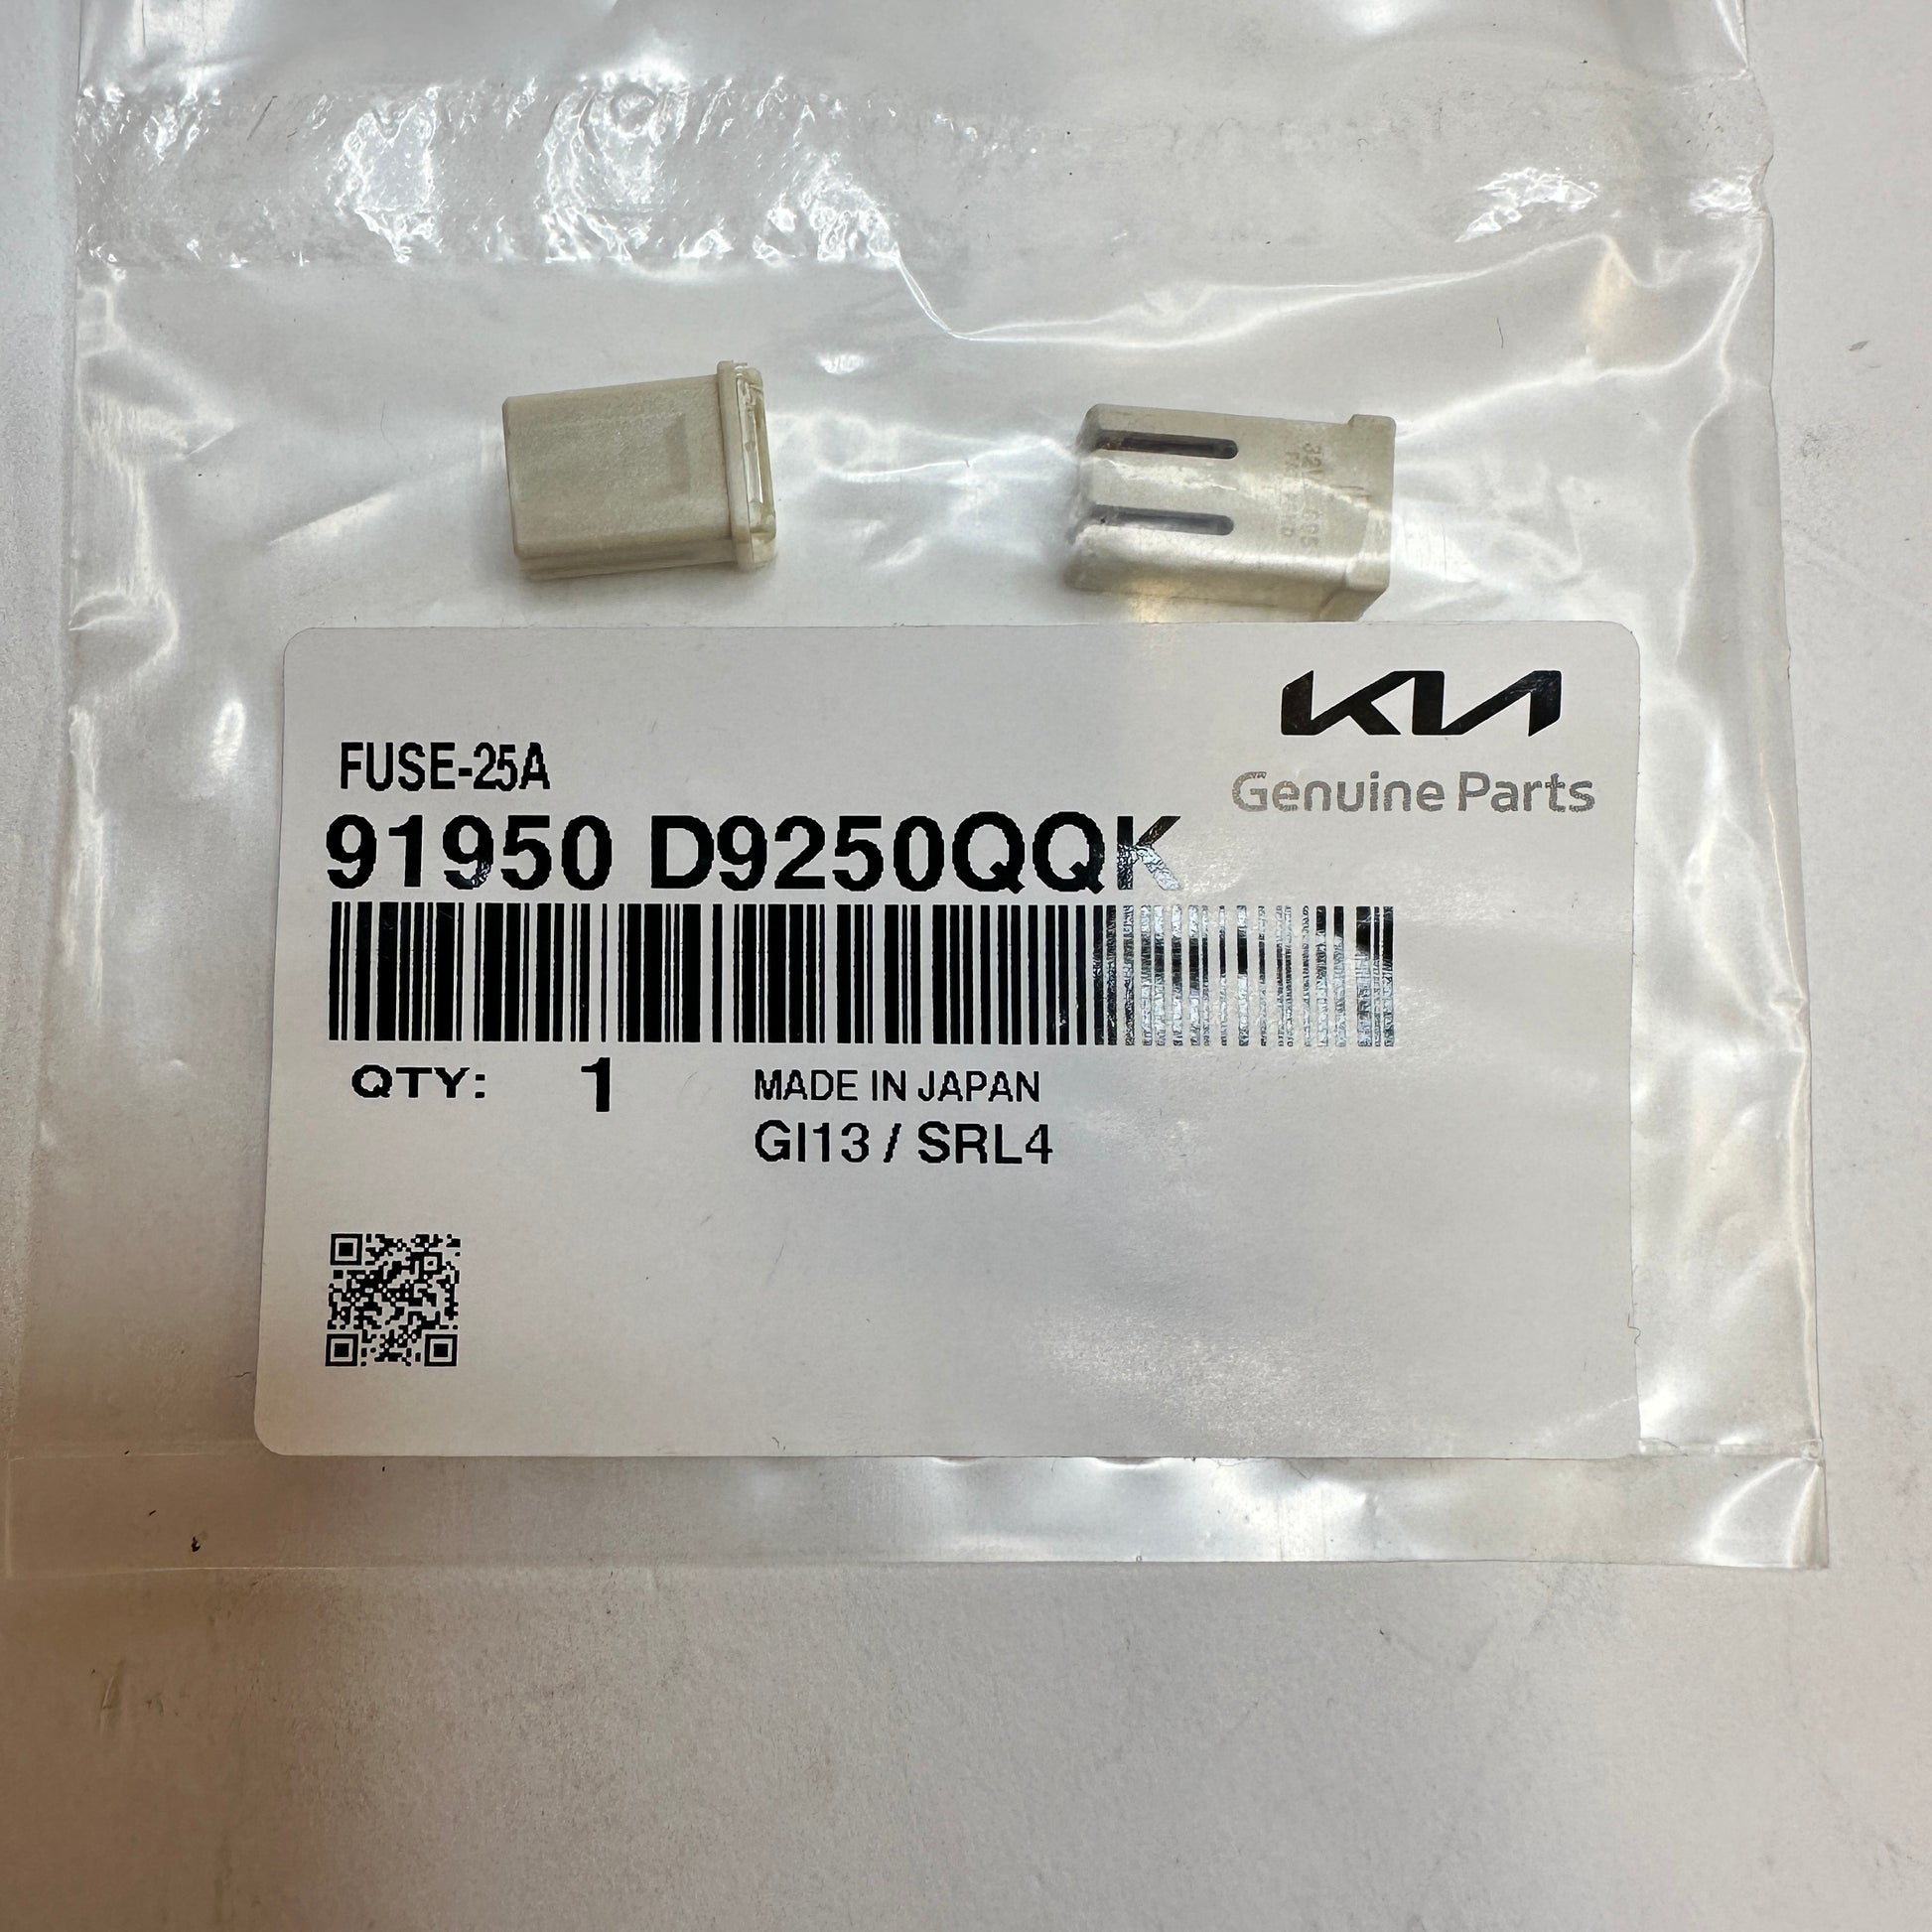 KIA
Genuine Parts
FUSE-25A
91950 D9250QQK
QTY: 1
MADE IN JAPAN
GI13 / SRL4